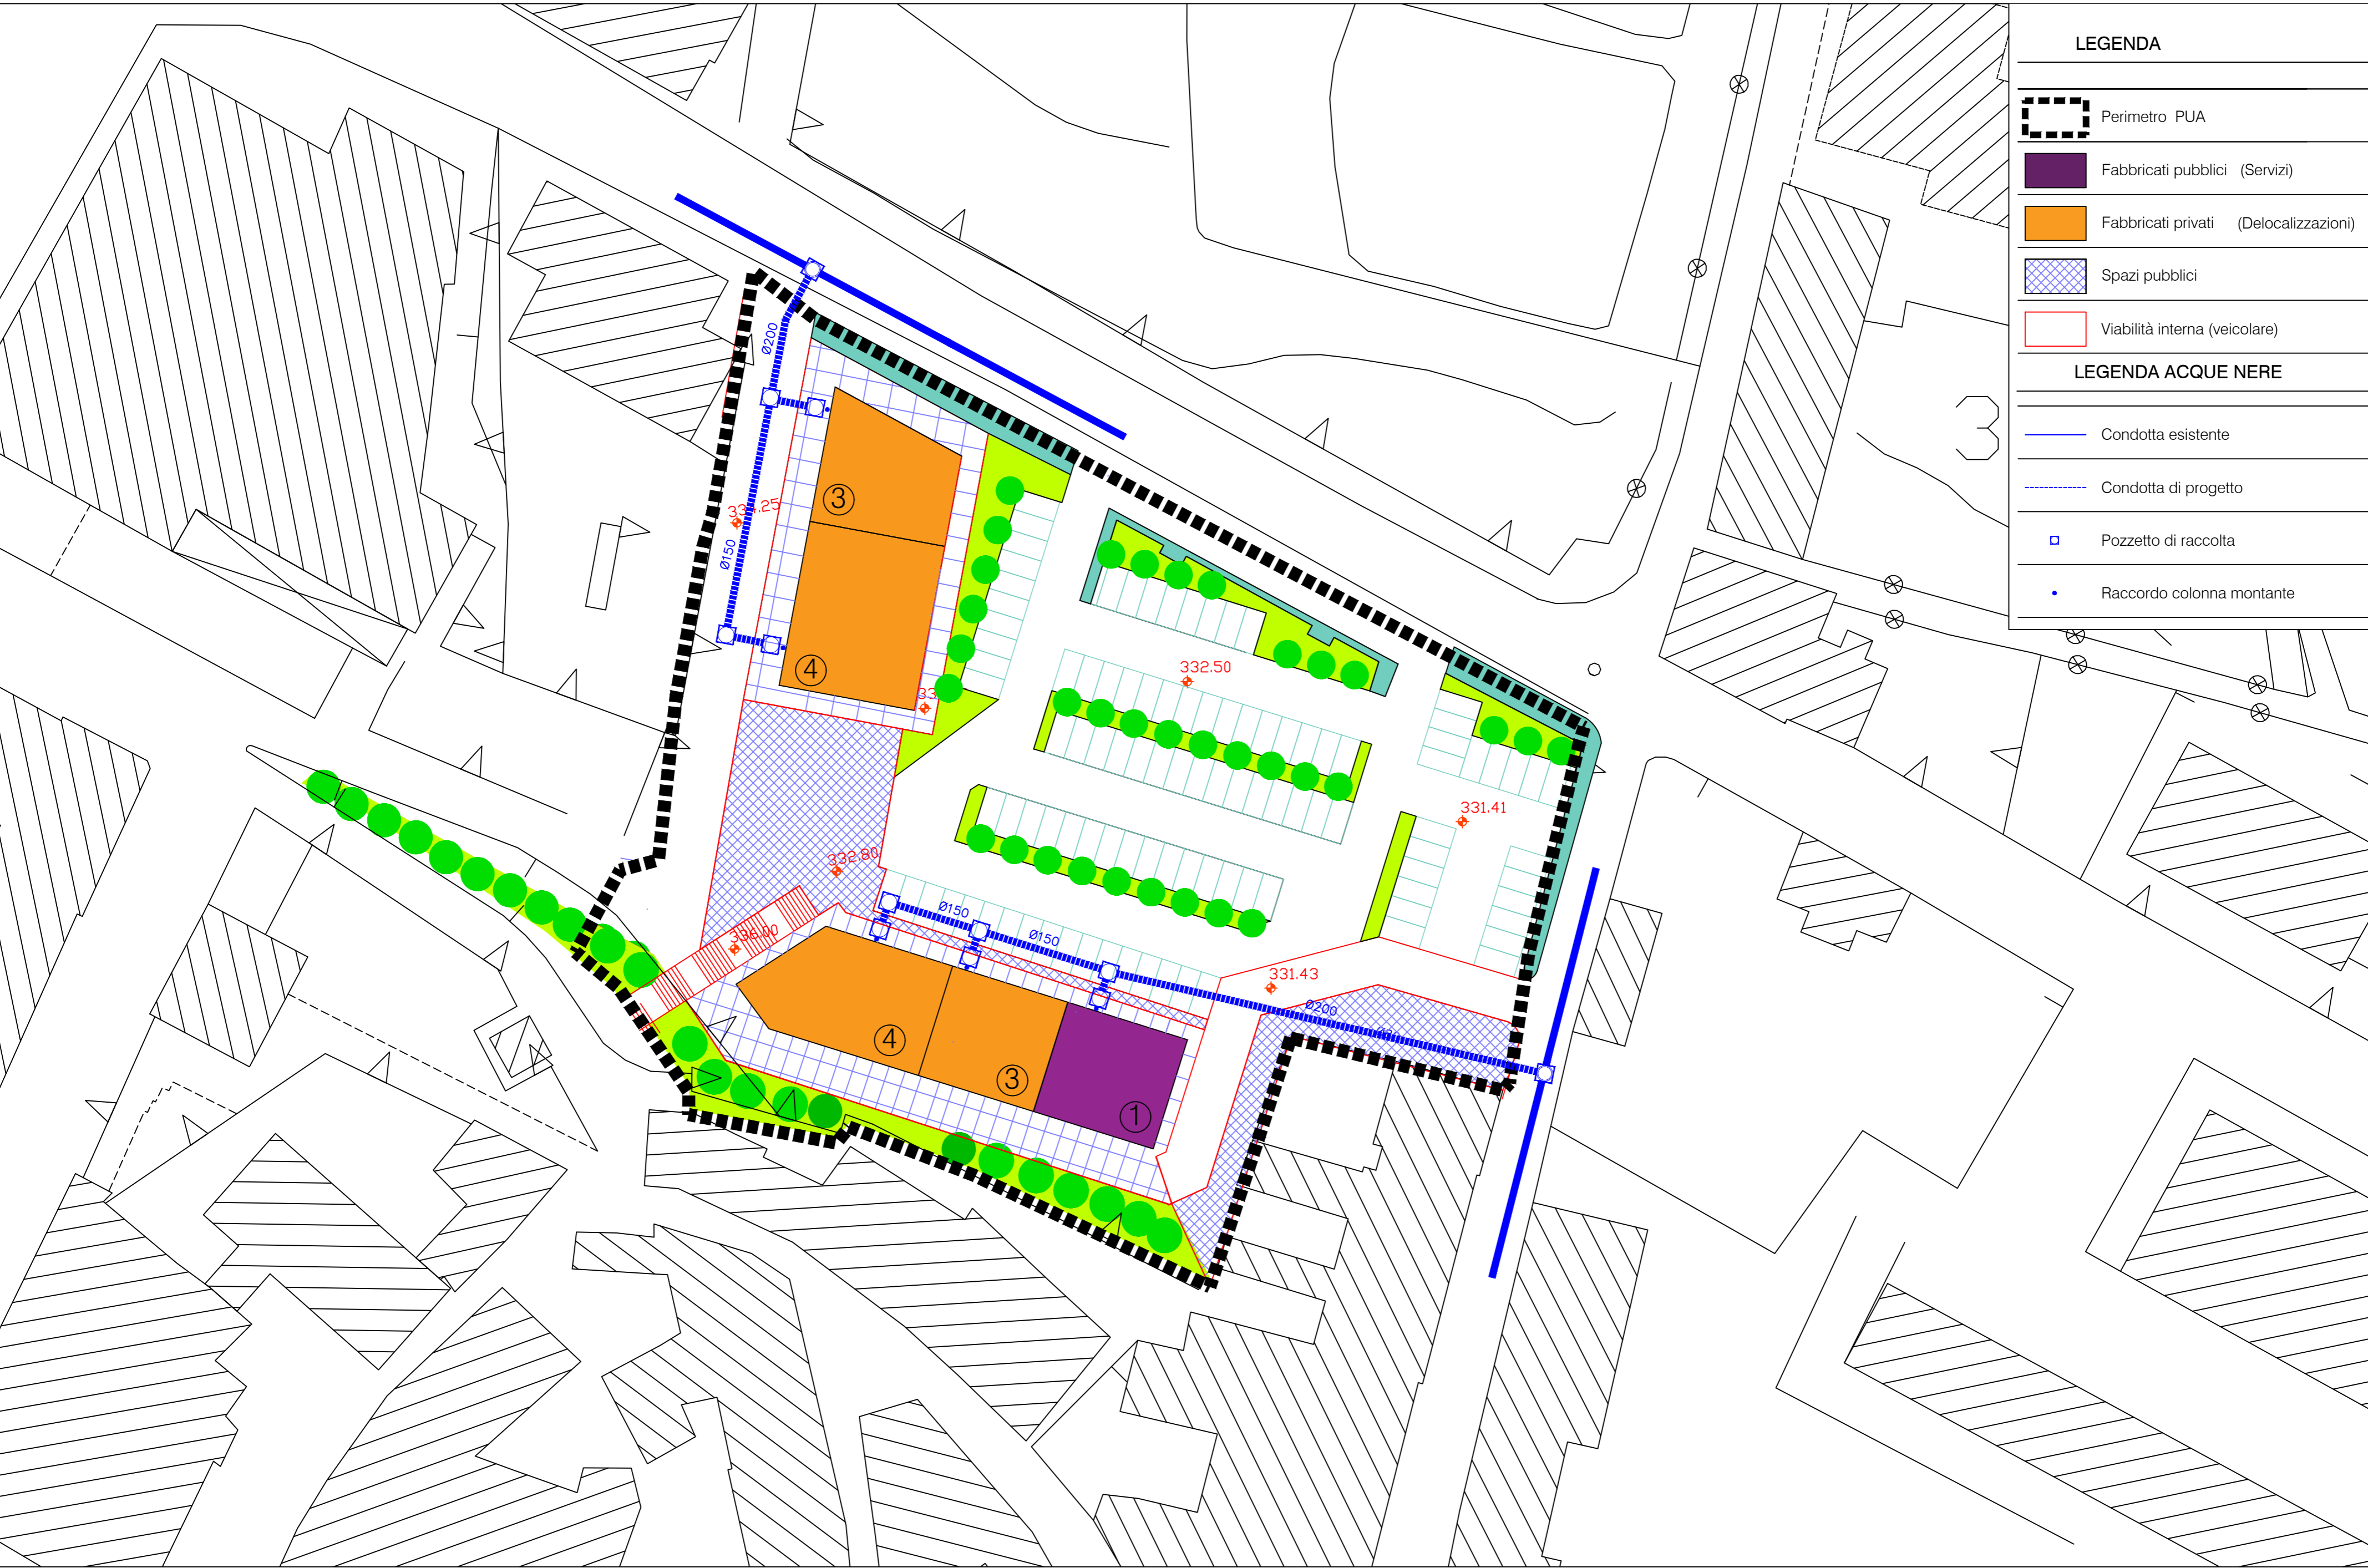 LEGENDA
Perimetro PUA
Fabbricati pubblici (Servizi)
Fabbricati privati (Delocalizzazioni)
Spazi pubblici
Viabilità interna (veicolare)
LEGENDA ACQUE NERE
Condotta esistente
Condotta di progetto
Pozzetto di raccolta
Raccordo colonna montante
3
Ø200
3
Ø150
4
332.50
331.41
332.80
336.00
Ø150
Ø150
331.43
Ø200
4
3
1